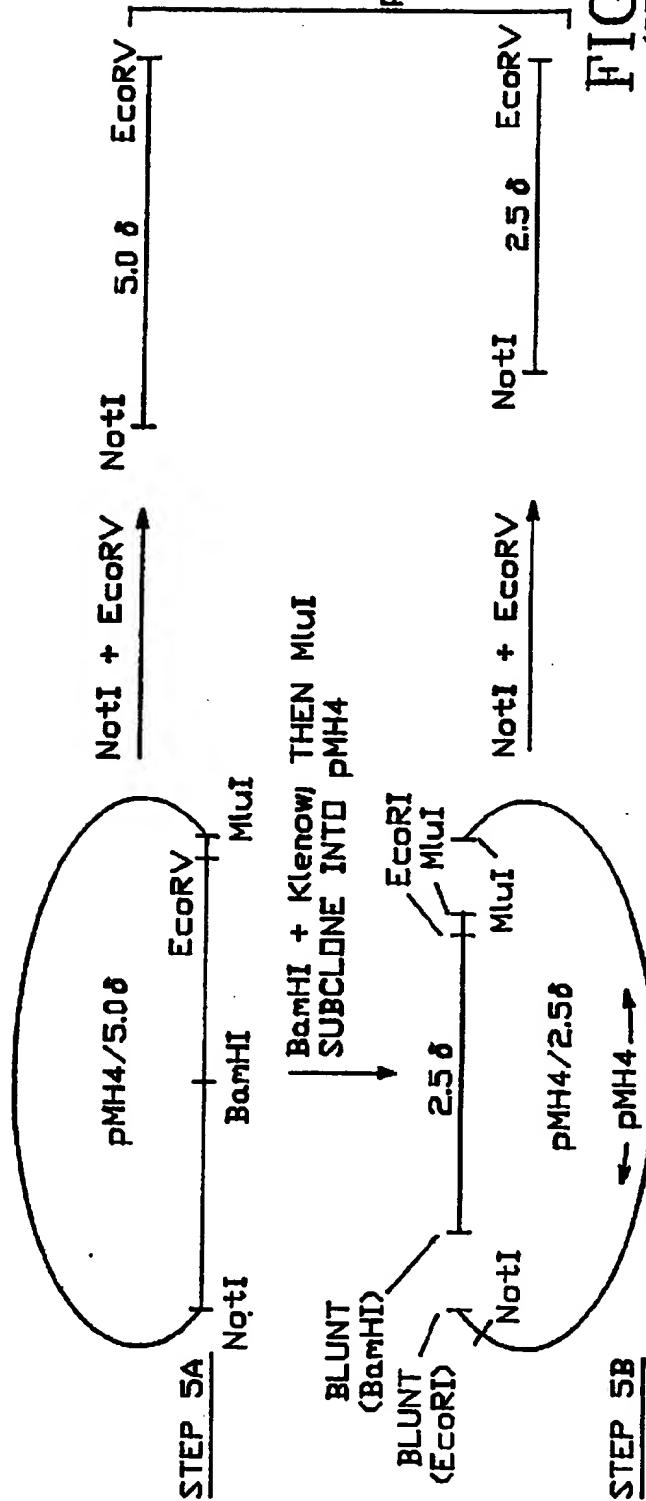 STEP 5A
pMH4/5.0 δ
NotI
BamHI
EcoRV
MluI
NotI + EcoRV
NotI
5.0 δ
EcoRV
BamHI + Klenow) THEN MluI
SUBCLONE INTO pMH4
STEP 5B
BLUNT
(BamHI)
BLUNT
(EcoRI)
NotI
2.5 δ
EcoRI
MluI
MluI
pMH4/2.5δ
pMH4
NotI + EcoRV
NotI
2.5 δ
EcoRV
FIG